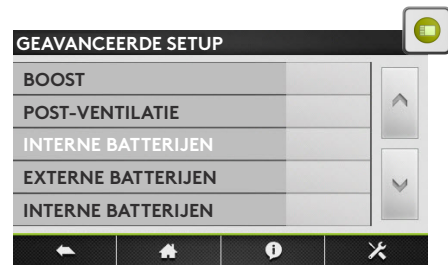 GEAVANCEERDE SETUP
BOOST
POST-VENTILATIE
INTERNE BATTERIJEN
EXTERNE BATTERIJEN
INTERNE BATTERIJEN